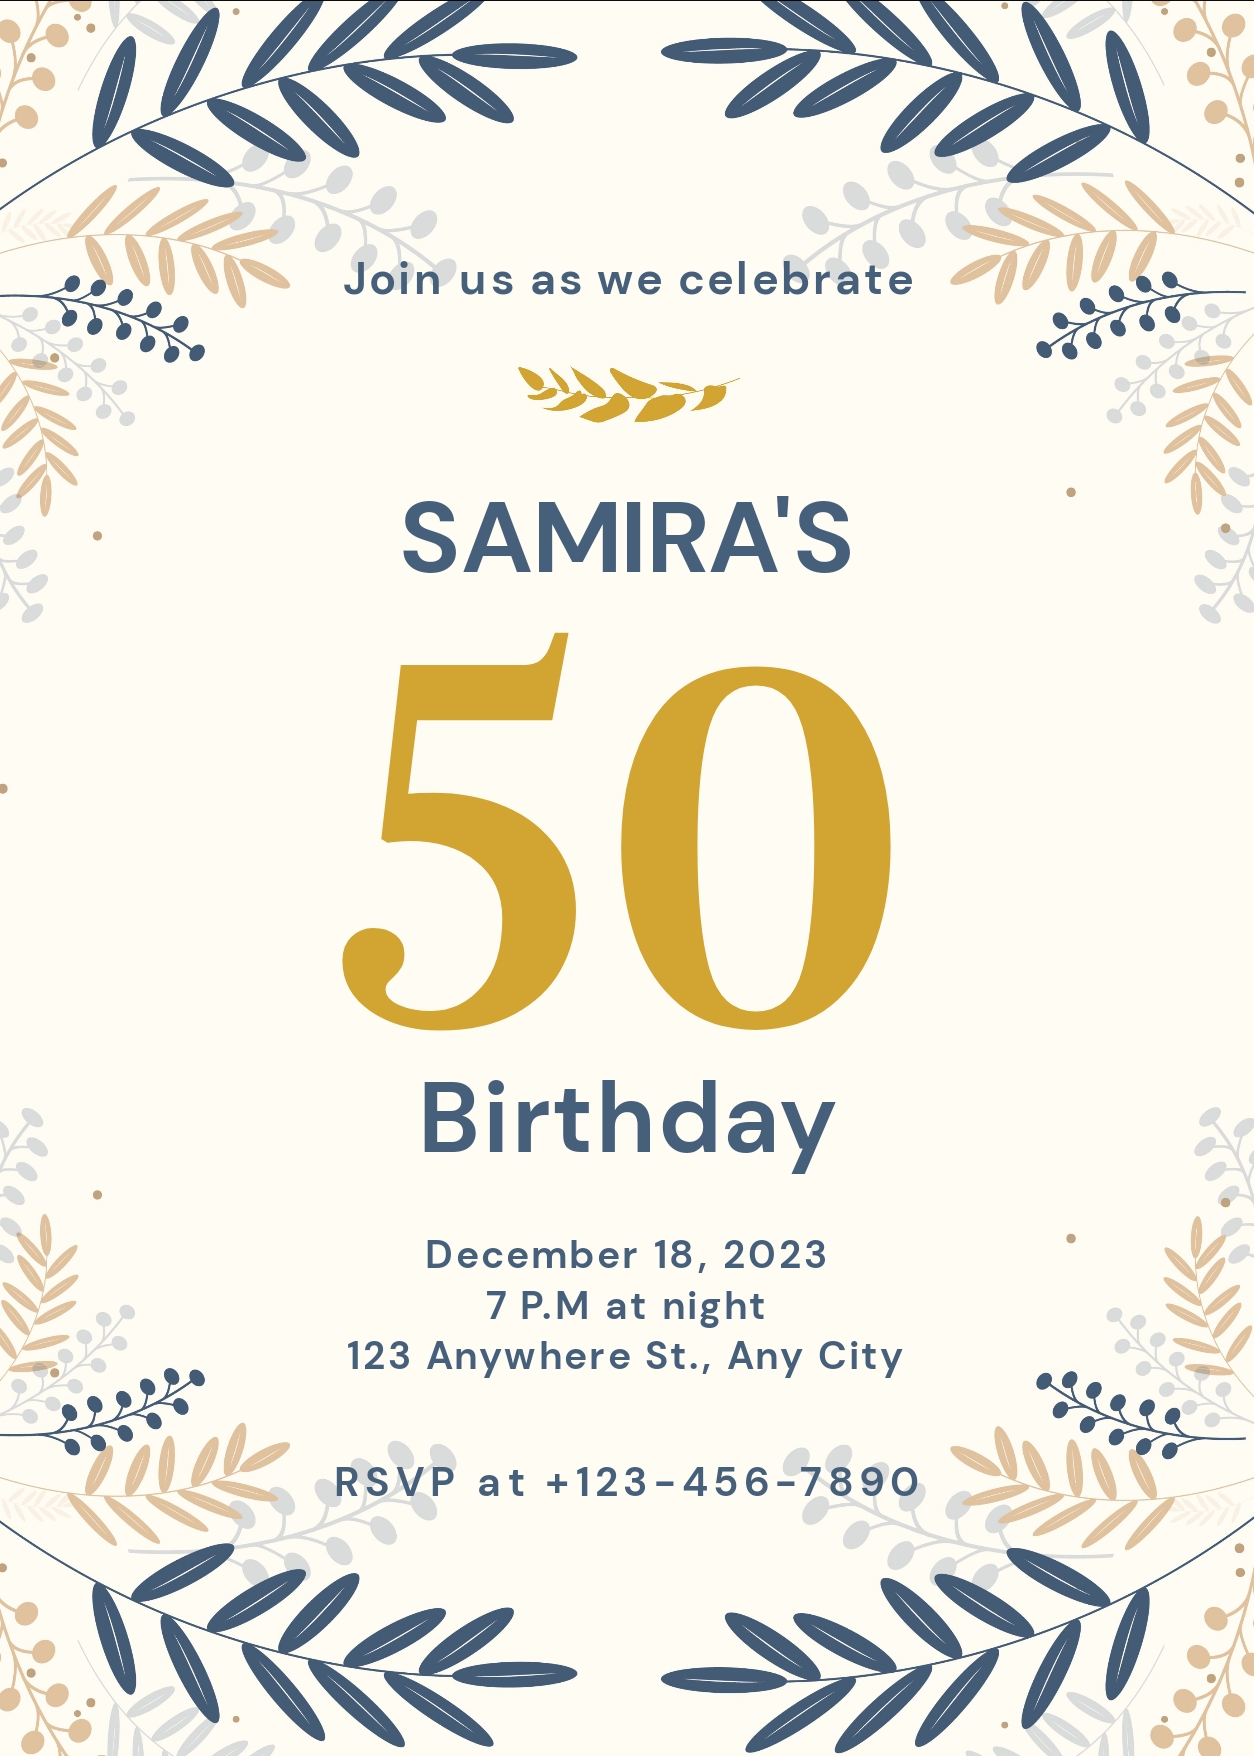 Join us as we celebrate
SAMIRA'S
50
Birthday
December 18, 2023
7 P.M at night
123 Anywhere St., Any City
RSVP at +123-456-7890